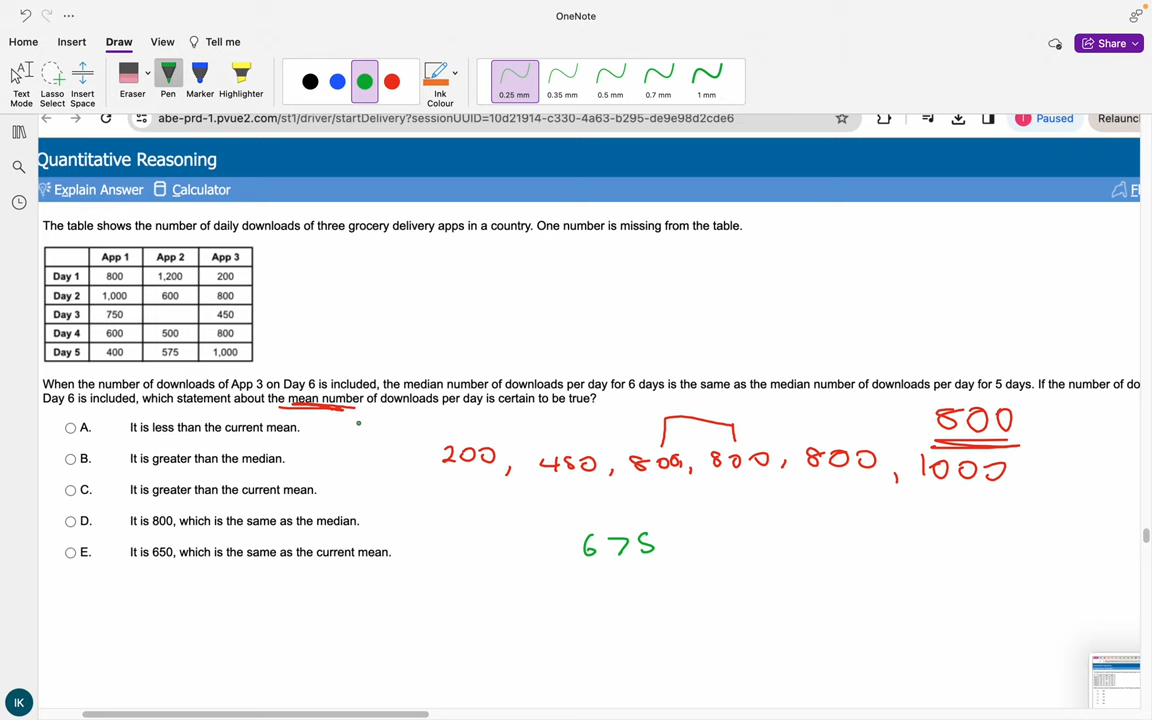 OneNote
Home Insert Draw View Tell me
Share
Text Mode Lasso Select Insert Space Eraser Pen Marker Highlighter Ink Colour 0.25 mm 0.35 mm 0.5 mm 0.7 mm 1 mm
abe-prd-1.pvue2.com/st1/driver/startDelivery?sessionUUID=10d21914-c330-4a63-b295-de9e98d2cde6 Paused Relaunc
Quantitative Reasoning
Explain Answer Calculator Fl
The table shows the number of daily downloads of three grocery delivery apps in a country. One number is missing from the table.
App 1 App 2 App 3
Day 1 800 1,200 200
Day 2 1,000 600 800
Day 3 750 450
Day 4 600 500 800
Day 5 400 575 1,000
When the number of downloads of App 3 on Day 6 is included, the median number of downloads per day for 6 days is the same as the median number of downloads per day for 5 days. If the number of do
Day 6 is included, which statement about the mean number of downloads per day is certain to be true?
800
A. It is less than the current mean.
200, 450, 800, 800, 800, 1000
B. It is greater than the median.
C. It is greater than the current mean.
D. It is 800, which is the same as the median.
675
E. It is 650, which is the same as the current mean.
IK